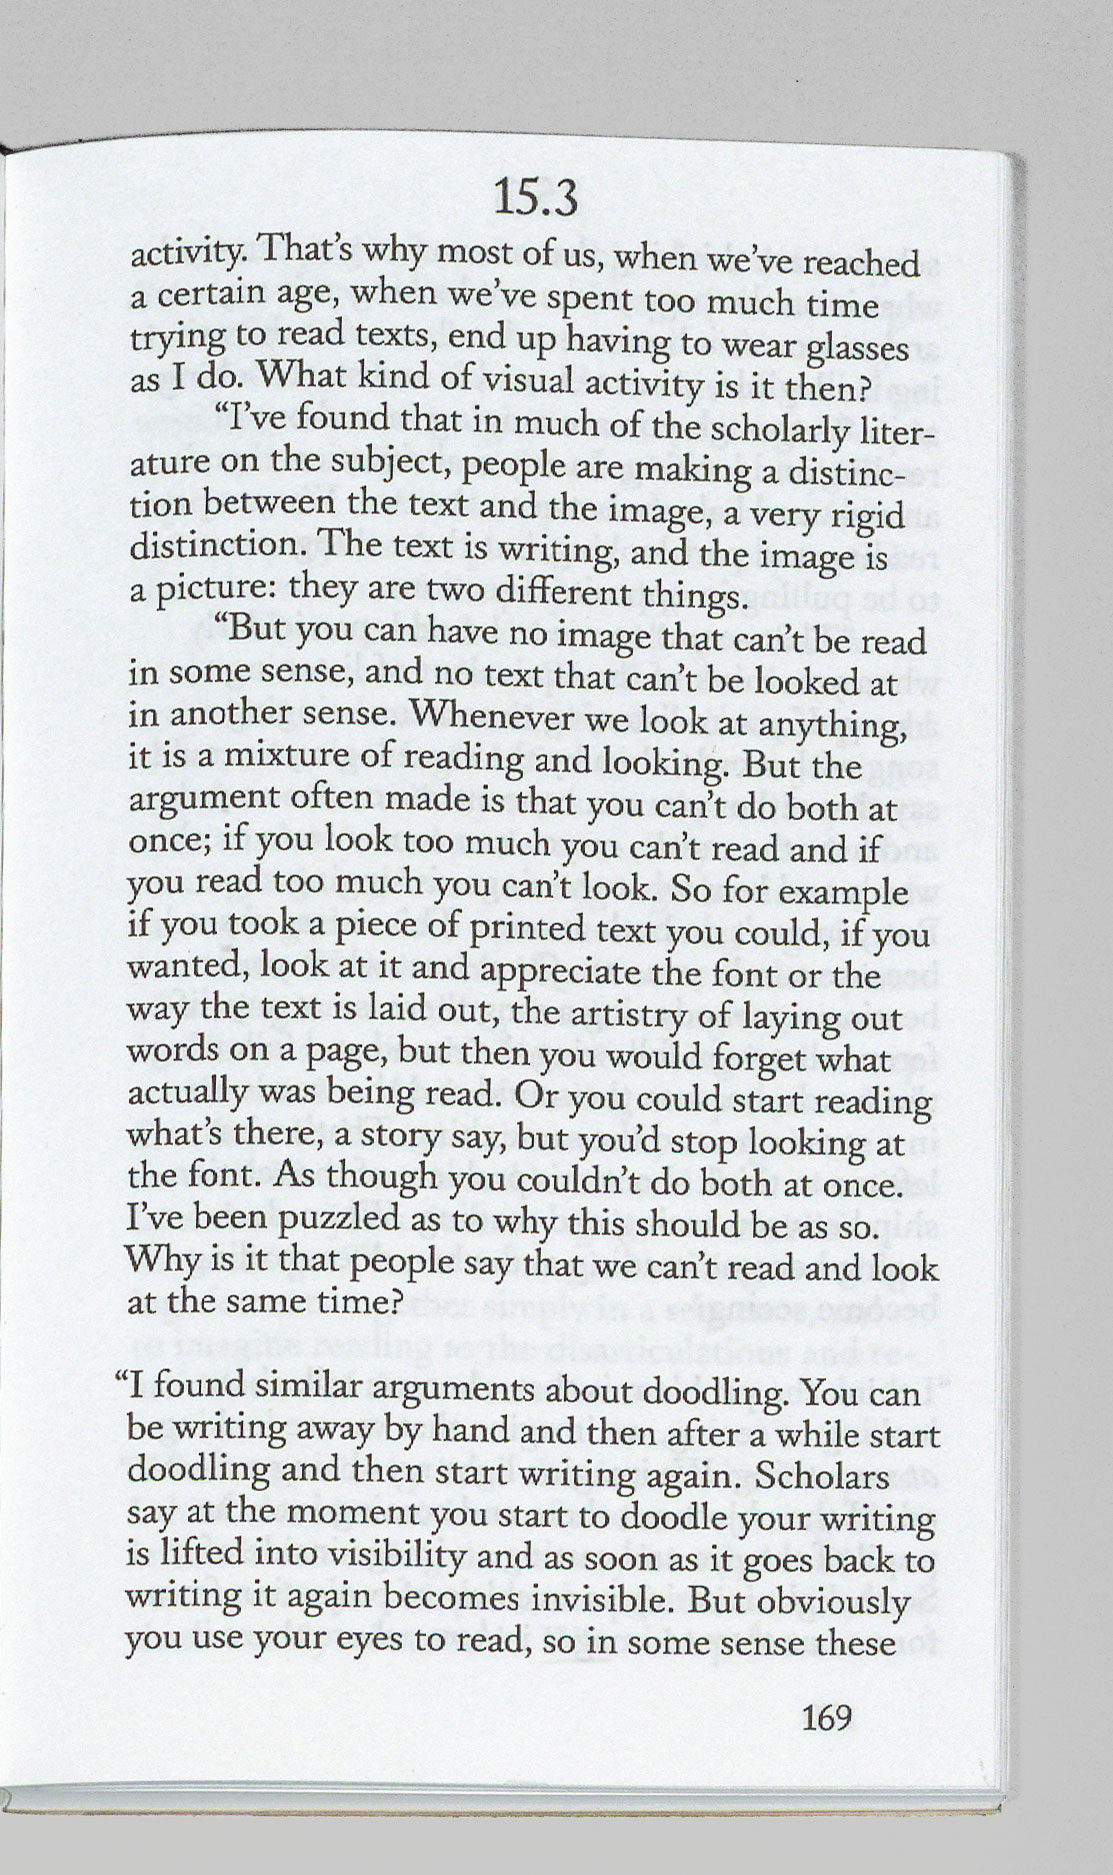 15.3
activity. That’s why most of us, when we’ve reached
a certain age, when we’ve spent too much time
trying to read texts, end up having to wear glasses
as I do. What kind of visual activity is it then?
“I’ve found that in much of the scholarly liter-
ature on the subject, people are making a distinc-
tion between the text and the image, a very rigid
distinction. The text is writing, and the image is
a picture: they are two different things.
“But you can have no image that can’t be read
in some sense, and no text that can’t be looked at
in another sense. Whenever we look at anything,
it is a mixture of reading and looking. But the
argument often made is that you can’t do both at
once; if you look too much you can’t read and if
you read too much you can’t look. So for example
if you took a piece of printed text you could, if you
wanted, look at it and appreciate the font or the
way the text is laid out, the artistry of laying out
words on a page, but then you would forget what
actually was being read. Or you could start reading
what’s there, a story say, but you’d stop looking at
the font. As though you couldn’t do both at once.
I’ve been puzzled as to why this should be as so.
Why is it that people say that we can’t read and look
at the same time?
“I found similar arguments about doodling. You can
be writing away by hand and then after a while start
doodling and then start writing again. Scholars
say at the moment you start to doodle your writing
is lifted into visibility and as soon as it goes back to
writing it again becomes invisible. But obviously
you use your eyes to read, so in some sense these
169